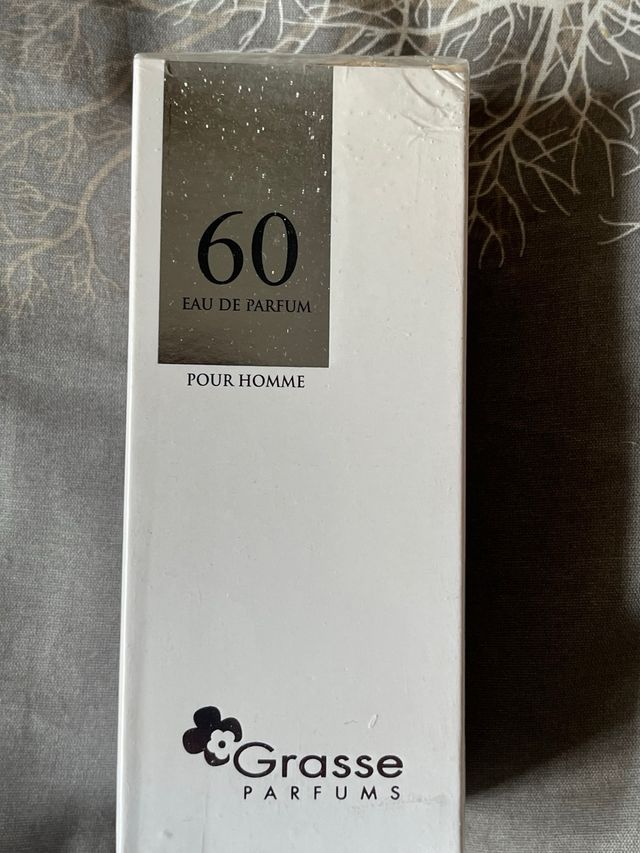 60
EAU DE PARFUM
POUR HOMME
Grasse
PARFUMS